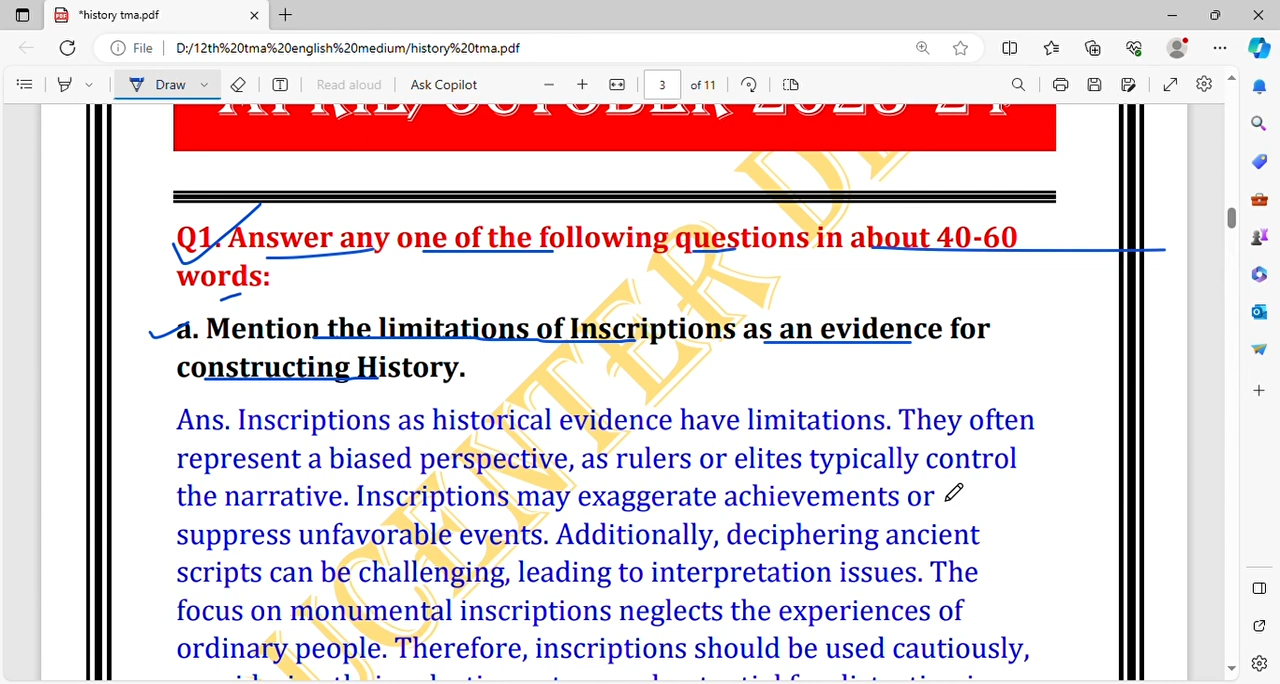 *history tma.pdf
File D:/12th%20tma%20english%20medium/history%20tma.pdf
Draw Read aloud Ask Copilot 3 of 11
APRIL/OCTOBER 2023-24
Q1. Answer any one of the following questions in about 40-60
words:
a. Mention the limitations of Inscriptions as an evidence for
constructing History.
Ans. Inscriptions as historical evidence have limitations. They often
represent a biased perspective, as rulers or elites typically control
the narrative. Inscriptions may exaggerate achievements or
suppress unfavorable events. Additionally, deciphering ancient
scripts can be challenging, leading to interpretation issues. The
focus on monumental inscriptions neglects the experiences of
ordinary people. Therefore, inscriptions should be used cautiously,
UCENTER